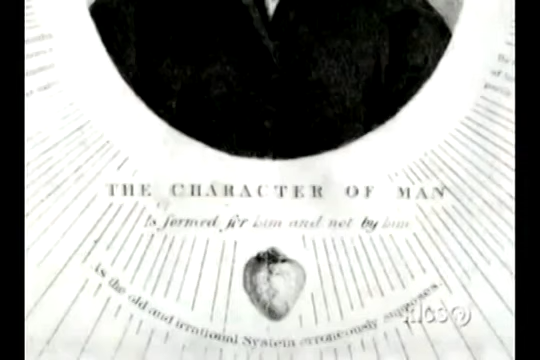 THE CHARACTER OF MAN
Is formed for him and not by him
As the old and irrational System erroneously supposes.